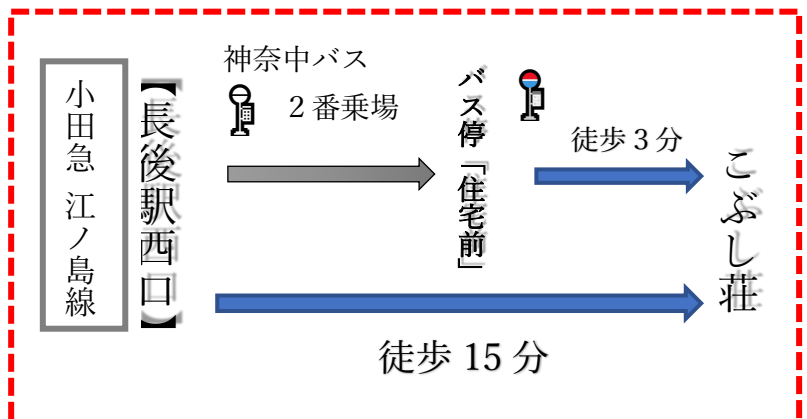 小田急 江ノ島線
【長後駅西口】
神奈中バス
２番乗場
バス停「住宅前」
徒歩３分
こぶし荘
徒歩 15 分